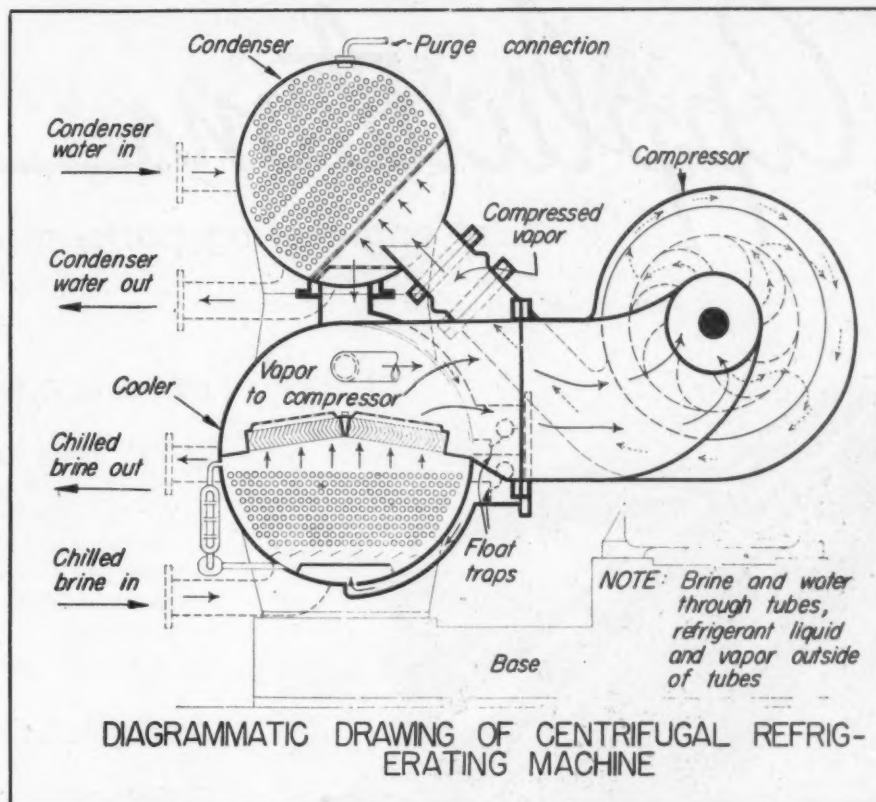 Condenser
Purge connection
Condenser
water in
Compressor
Compressed
vapor
Condenser
water out
Vapor
to compressor
Cooler
Chilled
brine out
Float
traps
Chilled
brine in
NOTE: Brine and water
through tubes,
refrigerant liquid
and vapor outside
of tubes
Base
DIAGRAMMATIC DRAWING OF CENTRIFUGAL REFRIG-
ERATING MACHINE